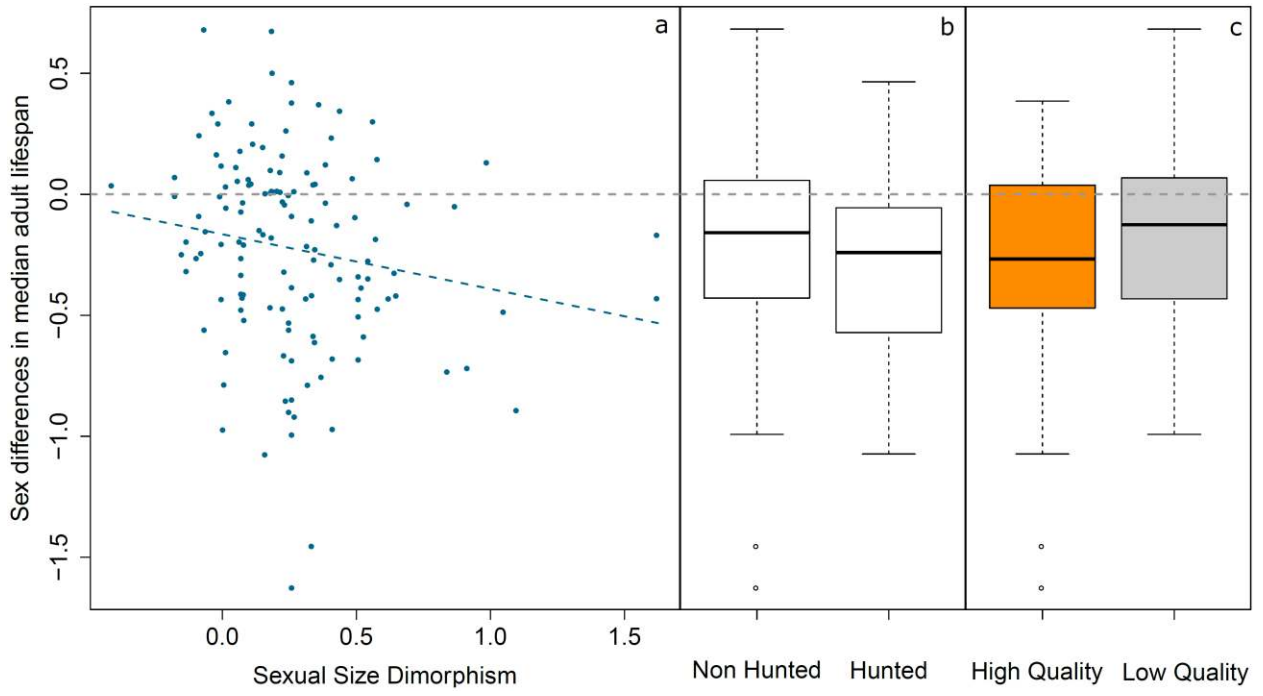 a
b
c
Sex differences in median adult lifespan
0.5
0.0
−0.5
−1.0
−1.5
0.0 0.5 1.0 1.5
Sexual Size Dimorphism
Non Hunted Hunted
High Quality Low Quality